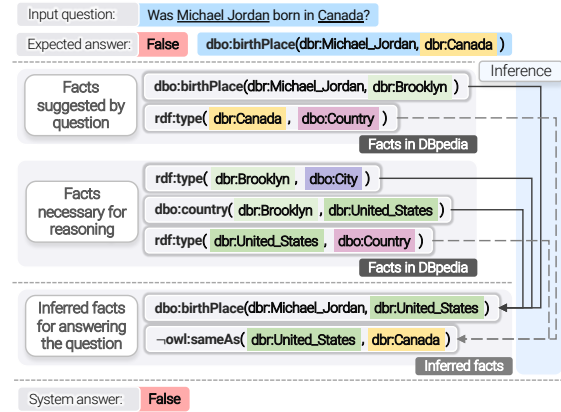 Input question: Was Michael Jordan born in Canada?
Expected answer: False dbo:birthPlace(dbr:Michael_Jordan, dbr:Canada )
Inference
Facts suggested by question
dbo:birthPlace(dbr:Michael_Jordan, dbr:Brooklyn )
rdf:type( dbr:Canada , dbo:Country )
Facts in DBpedia
Facts necessary for reasoning
rdf:type( dbr:Brooklyn , dbo:City )
dbo:country( dbr:Brooklyn , dbr:United_States )
rdf:type( dbr:United_States , dbo:Country )
Facts in DBpedia
Inferred facts for answering the question
dbo:birthPlace(dbr:Michael_Jordan, dbr:United_States )
¬owl:sameAs( dbr:United_States , dbr:Canada )
Inferred facts
System answer: False